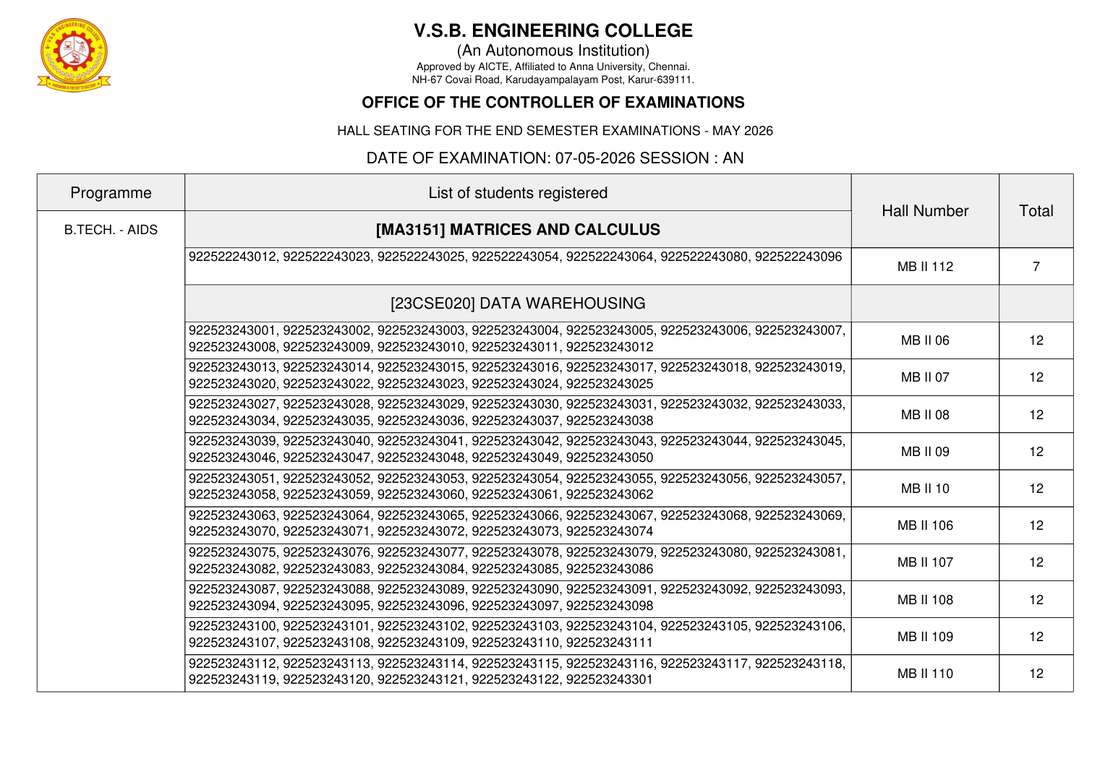 V.S.B. ENGINEERING COLLEGE
(An Autonomous Institution)
Approved by AICTE, Affiliated to Anna University, Chennai.
NH-67 Covai Road, Karudayampalayam Post, Karur-639111.
OFFICE OF THE CONTROLLER OF EXAMINATIONS
HALL SEATING FOR THE END SEMESTER EXAMINATIONS - MAY 2026
DATE OF EXAMINATION: 07-05-2026 SESSION : AN
Programme List of students registered Hall Number Total
B.TECH. - AIDS [MA3151] MATRICES AND CALCULUS
922522243012, 922522243023, 922522243025, 922522243054, 922522243064, 922522243080, 922522243096 MB II 112 7
[23CSE020] DATA WAREHOUSING
922523243001, 922523243002, 922523243003, 922523243004, 922523243005, 922523243006, 922523243007,
922523243008, 922523243009, 922523243010, 922523243011, 922523243012 MB II 06 12
922523243013, 922523243014, 922523243015, 922523243016, 922523243017, 922523243018, 922523243019,
922523243020, 922523243022, 922523243023, 922523243024, 922523243025 MB II 07 12
922523243027, 922523243028, 922523243029, 922523243030, 922523243031, 922523243032, 922523243033,
922523243034, 922523243035, 922523243036, 922523243037, 922523243038 MB II 08 12
922523243039, 922523243040, 922523243041, 922523243042, 922523243043, 922523243044, 922523243045,
922523243046, 922523243047, 922523243048, 922523243049, 922523243050 MB II 09 12
922523243051, 922523243052, 922523243053, 922523243054, 922523243055, 922523243056, 922523243057,
922523243058, 922523243059, 922523243060, 922523243061, 922523243062 MB II 10 12
922523243063, 922523243064, 922523243065, 922523243066, 922523243067, 922523243068, 922523243069,
922523243070, 922523243071, 922523243072, 922523243073, 922523243074 MB II 106 12
922523243075, 922523243076, 922523243077, 922523243078, 922523243079, 922523243080, 922523243081,
922523243082, 922523243083, 922523243084, 922523243085, 922523243086 MB II 107 12
922523243087, 922523243088, 922523243089, 922523243090, 922523243091, 922523243092, 922523243093,
922523243094, 922523243095, 922523243096, 922523243097, 922523243098 MB II 108 12
922523243100, 922523243101, 922523243102, 922523243103, 922523243104, 922523243105, 922523243106,
922523243107, 922523243108, 922523243109, 922523243110, 922523243111 MB II 109 12
922523243112, 922523243113, 922523243114, 922523243115, 922523243116, 922523243117, 922523243118,
922523243119, 922523243120, 922523243121, 922523243122, 922523243301 MB II 110 12